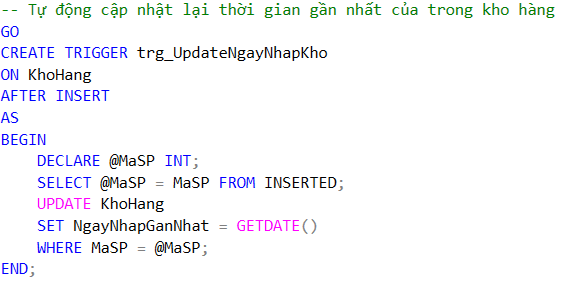 -- Tự động cập nhật lại thời gian gần nhất của trong kho hàng
GO
CREATE TRIGGER trg_UpdateNgayNhapKho
ON KhoHang
AFTER INSERT
AS
BEGIN
    DECLARE @MaSP INT;
    SELECT @MaSP = MaSP FROM INSERTED;
    UPDATE KhoHang
    SET NgayNhapGanNhat = GETDATE()
    WHERE MaSP = @MaSP;
END;